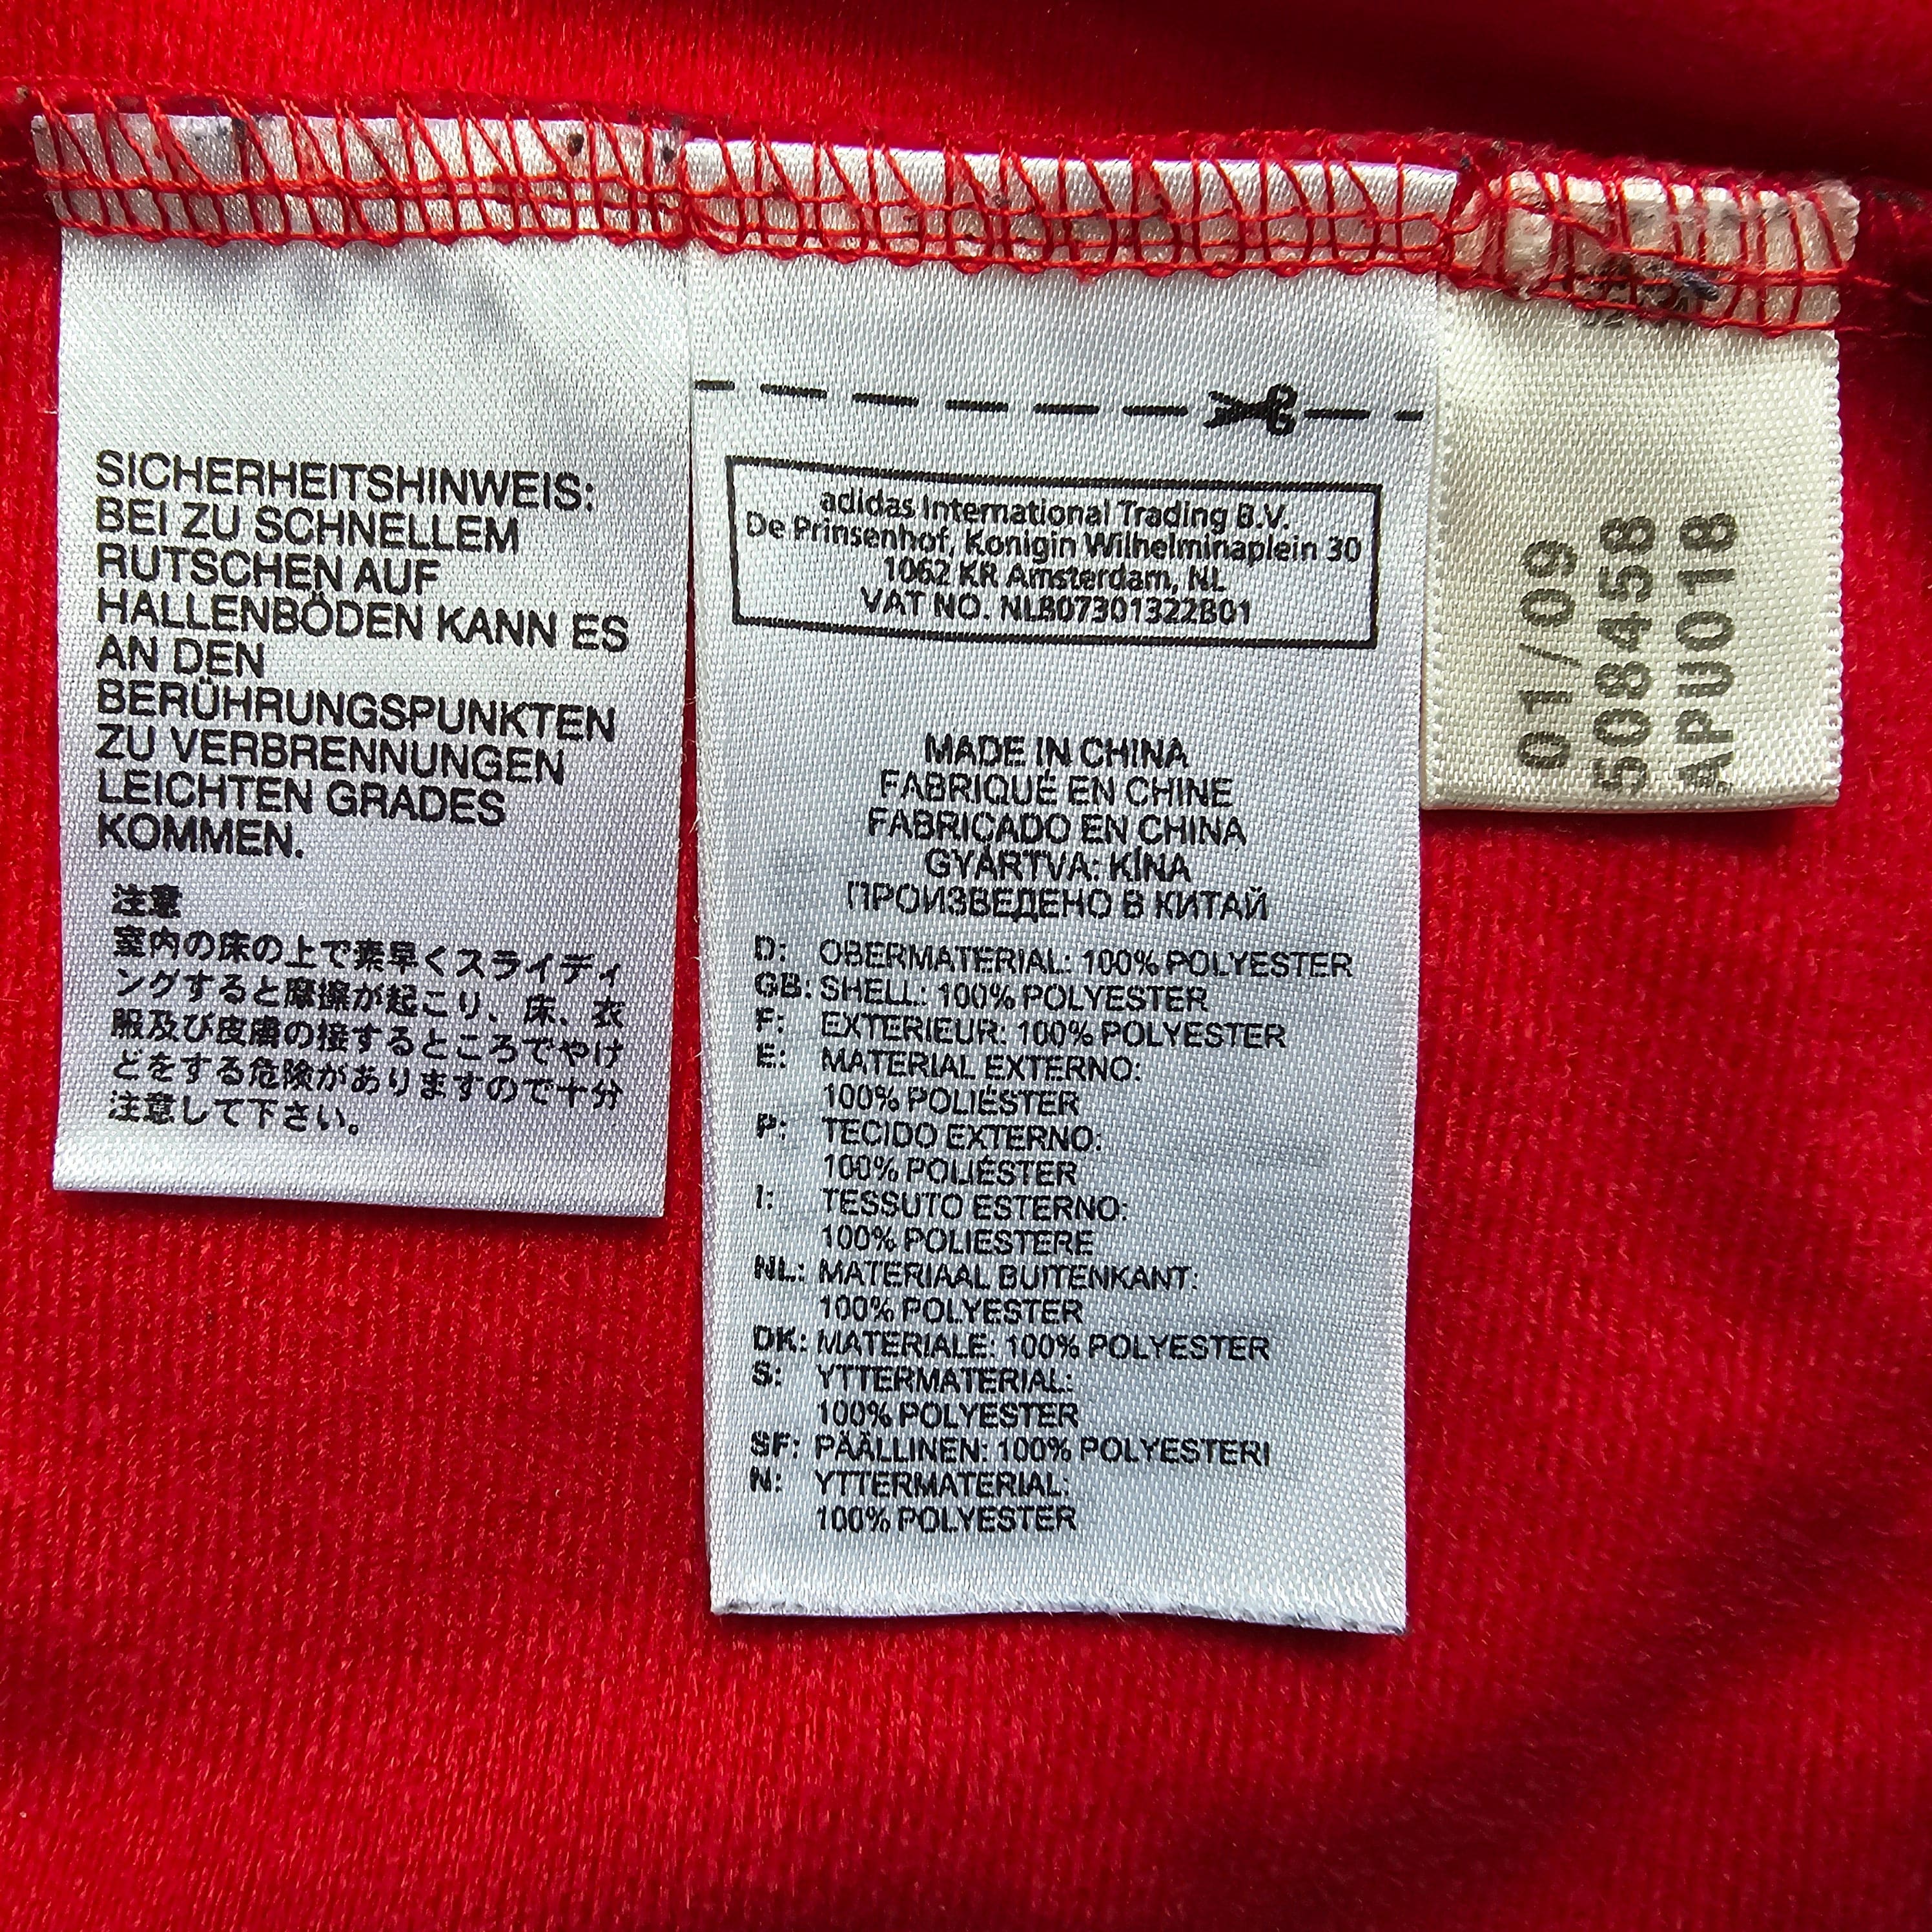 SICHERHEITSHINWEIS:
BEI ZU SCHNELLEM
RUTSCHEN AUF
HALLENBÖDEN KANN ES
AN DEN
BERÜHRUNGSPUNKTEN
ZU VERBRENNUNGEN
LEICHTEN GRADES
KOMMEN.
注意
室内の床の上で素早くスライディ
ングすると摩擦が起こり、床、衣
服及び皮膚の接するところでやけ
どをする危険がありますので十分
注意して下さい。
adidas International Trading B.V.
De Prinsenhof, Konigin Wilhelminaplein 30
1062 KR Amsterdam, NL
VAT NO. NL807301322B01
MADE IN CHINA
FABRIQUÉ EN CHINE
FABRICADO EN CHINA
GYÁRTVA: KÍNA
ПРОИЗВЕДЕНО В КИТАЙ
D: OBERMATERIAL: 100% POLYESTER
GB: SHELL: 100% POLYESTER
F: EXTERIEUR: 100% POLYESTER
E: MATERIAL EXTERNO:
100% POLIÉSTER
P: TECIDO EXTERNO:
100% POLIÉSTER
I: TESSUTO ESTERNO:
100% POLIESTERE
NL: MATERIAAL BUITENKANT:
100% POLYESTER
DK: MATERIALE: 100% POLYESTER
S: YTTERMATERIAL:
100% POLYESTER
SF: PÄÄLLINEN: 100% POLYESTERI
N: YTTERMATERIAL:
100% POLYESTER
01/09
508458
APU018